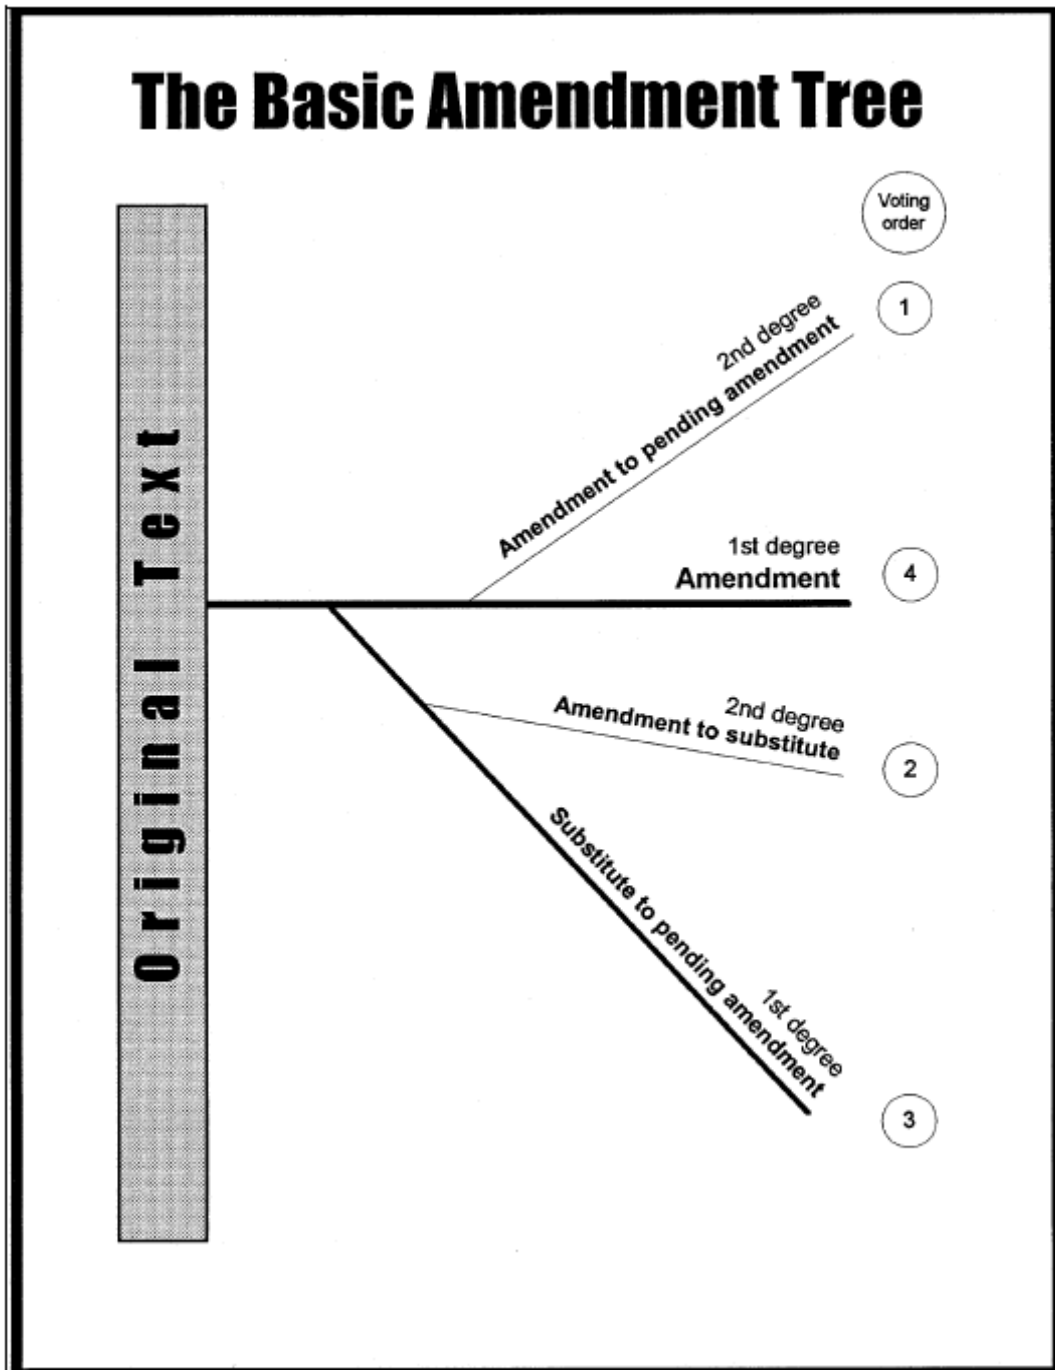 The Basic Amendment Tree
Voting
order
Original Text
2nd degree
Amendment to pending amendment
1
1st degree
Amendment
4
2nd degree
Amendment to substitute
2
1st degree
Substitute to pending amendment
3